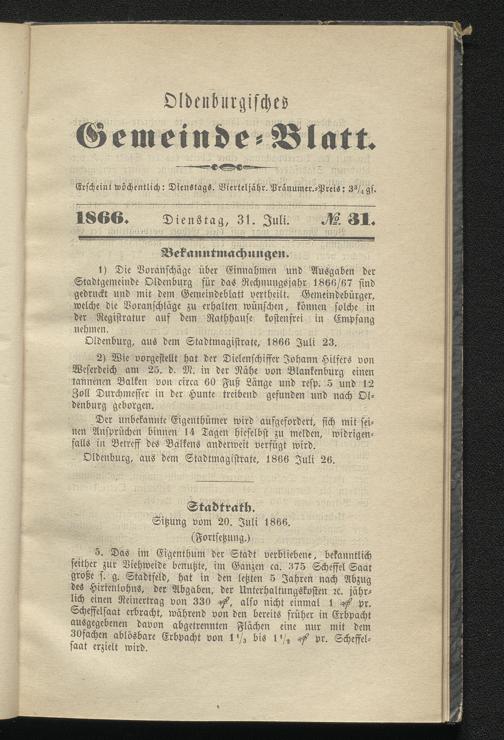 Oldenburgisches
Gemeinde-Blatt.
Erscheint wöchentlich: Dienstags. Vierteljähr. Pränumer.-Preis: 3¾ gs.
1866. Dienstag, 31. Juli. № 31.
Bekanntmachungen.
1) Die Voranschäge über Einnahmen und Ausgaben der
Stadtgemeinde Oldenburg für das Rechnungsjahr 1866/67 sind
gedruckt und mit dem Gemeindeblatt vertheilt. Gemeindebürger,
welche die Voranschläge zu erhalten wünschen, können solche in
der Registratur auf dem Rathhause kostenfrei in Empfang
nehmen.
Oldenburg, aus dem Stadtmagistrate, 1866 Juli 23.
2) Wie vorgestellt hat der Dielenschiffer Johann Hilfers von
Weserdeich am 25. d. M. in der Nähe von Blankenburg einen
tannenen Balken von circa 60 Fuß Länge und resp. 5 und 12
Zoll Durchmesser in der Hunte treibend gefunden und nach Ol-
denburg geborgen.
Der unbekannte Eigenthümer wird aufgefordert, sich mit sei-
nen Ansprüchen binnen 14 Tagen hieselbst zu melden, widrigen-
falls in Betreff des Balkens anderweit verfügt wird.
Oldenburg, aus dem Stadtmagistrate, 1866 Juli 26.
Stadtrath.
Sitzung vom 20. Juli 1866.
(Fortsetzung.)
5. Das im Eigenthum der Stadt verbliebene, bekanntlich
seither zur Viehweide benutzte, im Ganzen ca. 375 Scheffel Saat
große s. g. Stadtfeld, hat in den letzten 5 Jahren nach Abzug
des Hirtenlohns, der Abgaben, der Unterhaltungskosten ꝛc. jähr-
lich einen Reinertrag von 330 ₰, also nicht einmal 1 ₰ pr.
Scheffelsaat erbracht, während von den bereits früher in Erbpacht
ausgegebenen davon abgetrennten Flächen eine nur mit dem
30fachen ablösbare Erbpacht von 1⅓ bis 1½ ₰ pr. Scheffel-
saat erzielt wird.